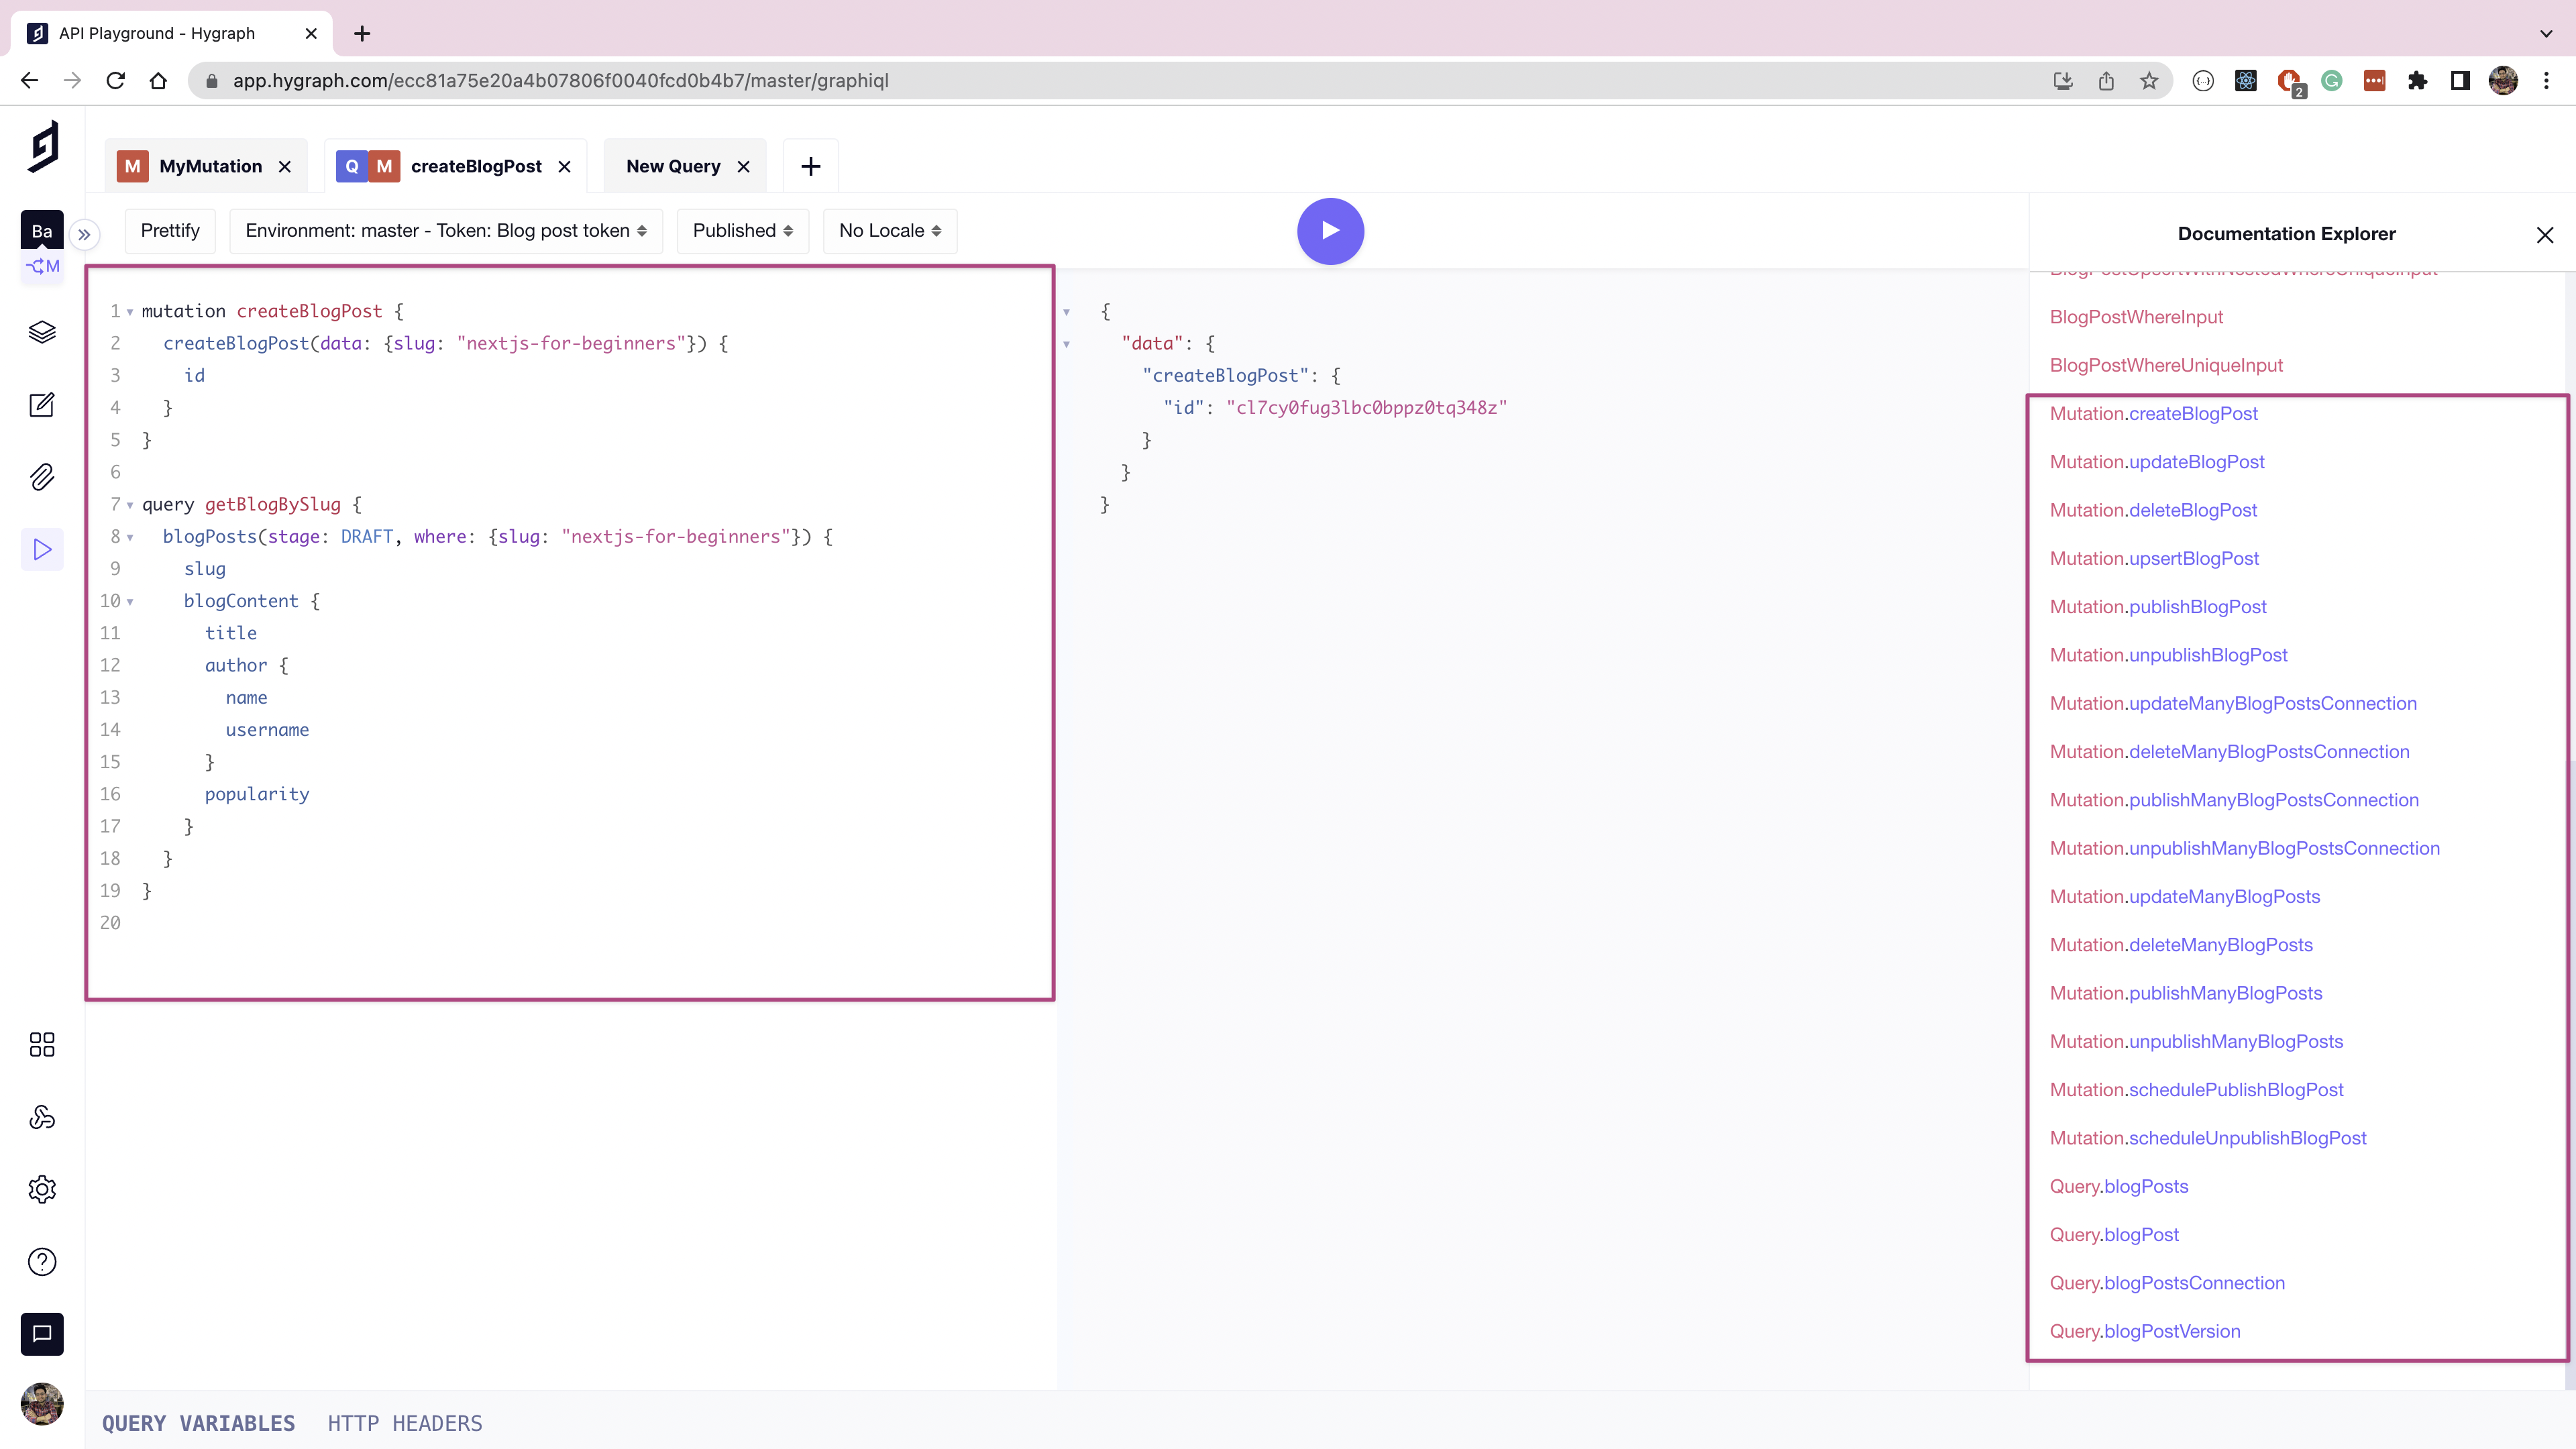 API Playground - Hygraph
app.hygraph.com/ecc81a75e20a4b07806f0040fcd0b4b7/master/graphiql
2
M MyMutation
Q M createBlogPost
New Query
Ba
M
Prettify
Environment: master - Token: Blog post token
Published
No Locale
1 mutation createBlogPost {
2 createBlogPost(data: {slug: "nextjs-for-beginners"}) {
3 id
4 }
5 }
6
7 query getBlogBySlug {
8 blogPosts(stage: DRAFT, where: {slug: "nextjs-for-beginners"}) {
9 slug
10 blogContent {
11 title
12 author {
13 name
14 username
15 }
16 popularity
17 }
18 }
19 }
20
{
"data": {
"createBlogPost": {
"id": "cl7cy0fug3lbc0bppz0tq348z"
}
}
}
Documentation Explorer
BlogPostUpsertWithNestedWhereUniqueInput
BlogPostWhereInput
BlogPostWhereUniqueInput
Mutation.createBlogPost
Mutation.updateBlogPost
Mutation.deleteBlogPost
Mutation.upsertBlogPost
Mutation.publishBlogPost
Mutation.unpublishBlogPost
Mutation.updateManyBlogPostsConnection
Mutation.deleteManyBlogPostsConnection
Mutation.publishManyBlogPostsConnection
Mutation.unpublishManyBlogPostsConnection
Mutation.updateManyBlogPosts
Mutation.deleteManyBlogPosts
Mutation.publishManyBlogPosts
Mutation.unpublishManyBlogPosts
Mutation.schedulePublishBlogPost
Mutation.scheduleUnpublishBlogPost
Query.blogPosts
Query.blogPost
Query.blogPostsConnection
Query.blogPostVersion
QUERY VARIABLES
HTTP HEADERS